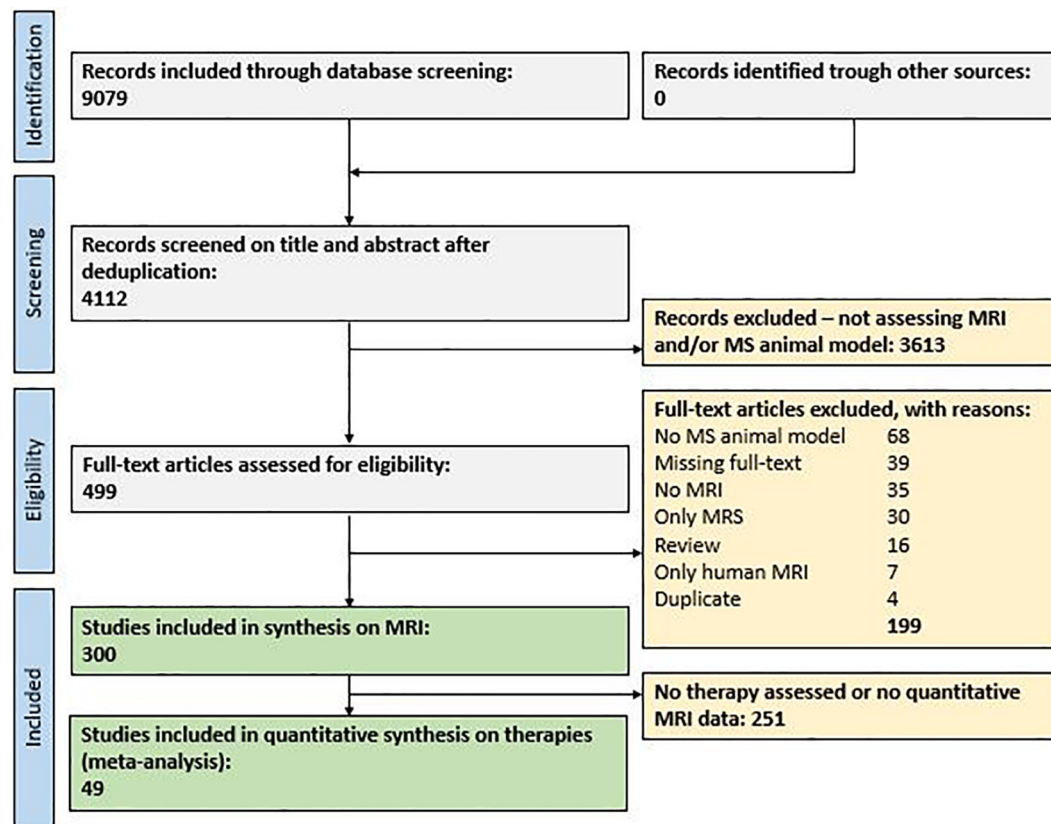 Identification
Records included through database screening:
9079
Records identified trough other sources:
0
Screening
Records screened on title and abstract after
deduplication:
4112
Records excluded – not assessing MRI
and/or MS animal model: 3613
Eligibility
Full-text articles assessed for eligibility:
499
Full-text articles excluded, with reasons:
No MS animal model 68
Missing full-text 39
No MRI 35
Only MRS 30
Review 16
Only human MRI 7
Duplicate 4
199
Included
Studies included in synthesis on MRI:
300
No therapy assessed or no quantitative
MRI data: 251
Studies included in quantitative synthesis on therapies
(meta-analysis):
49